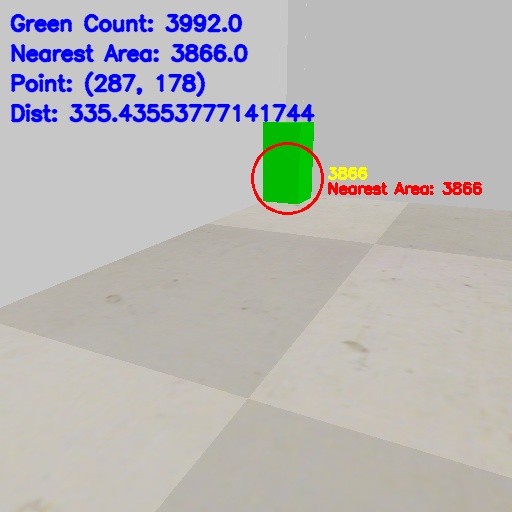 Green Count: 3992.0
Nearest Area: 3866.0
Point: (287, 178)
Dist: 335.43553777141744
3866
Nearest Area: 3866